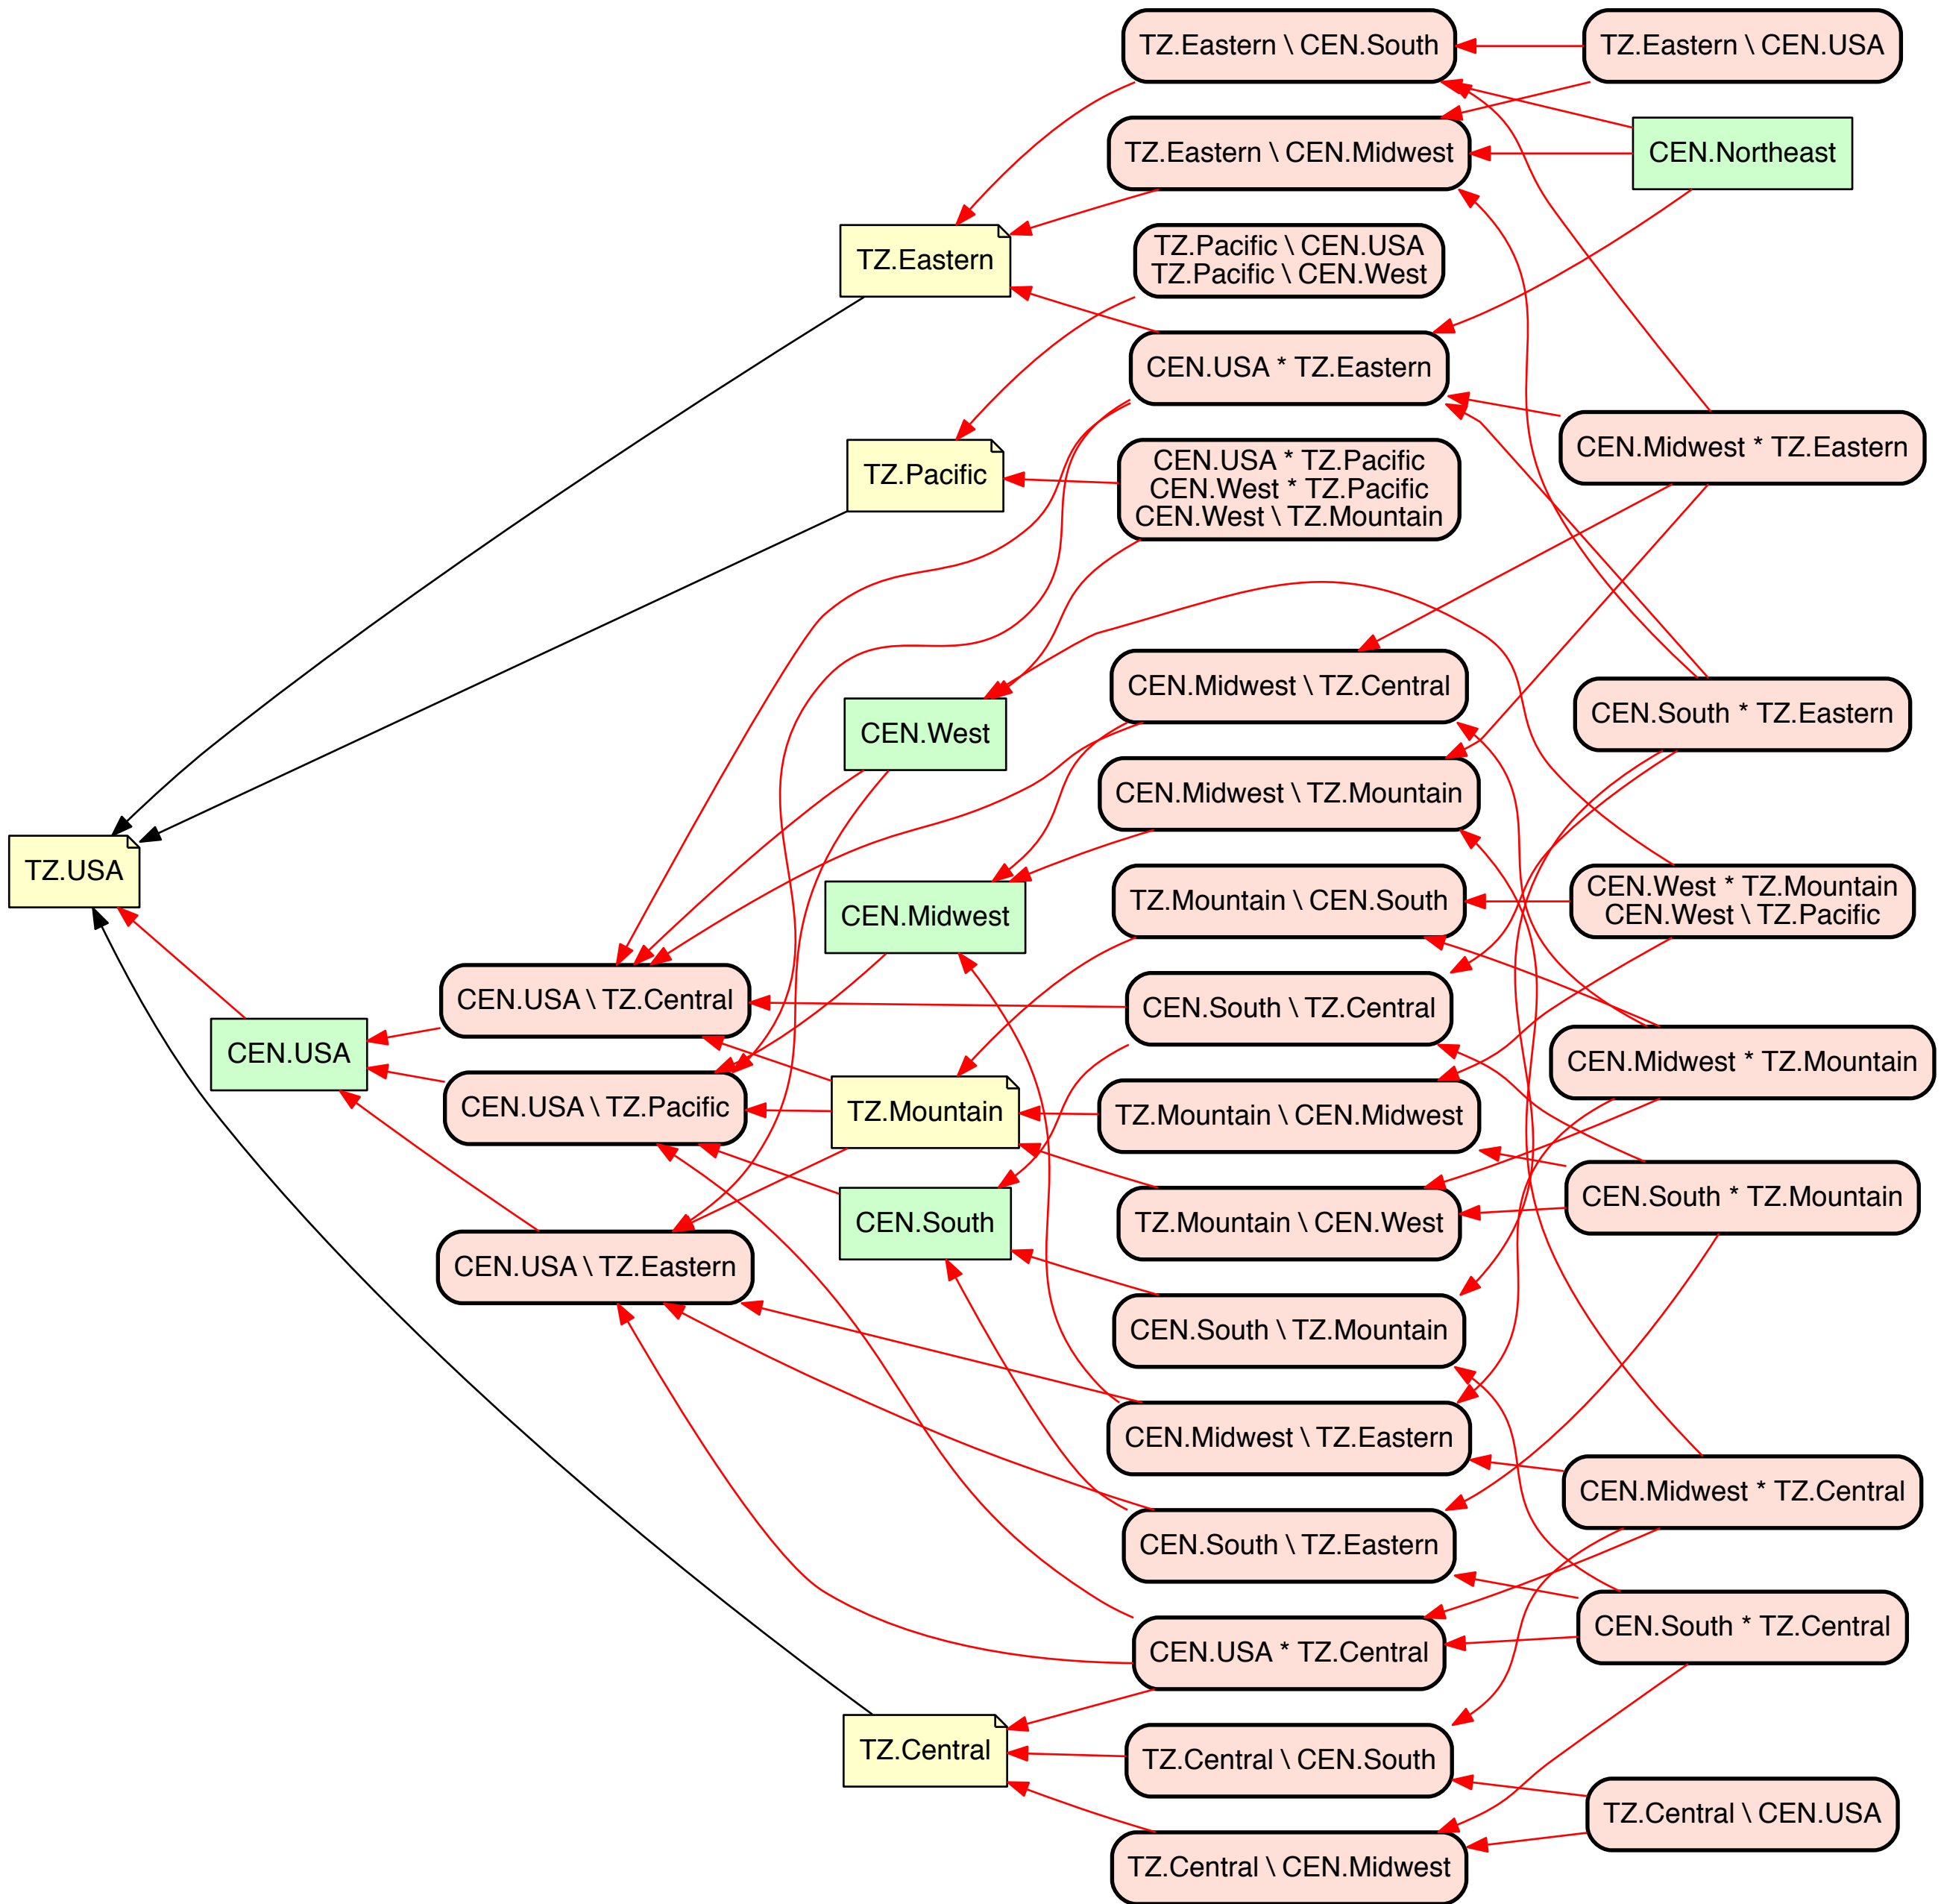 TZ.Eastern \ CEN.South
TZ.Eastern \ CEN.USA
TZ.Eastern \ CEN.Midwest
CEN.Northeast
TZ.Eastern
TZ.Pacific \ CEN.USA
TZ.Pacific \ CEN.West
CEN.USA * TZ.Eastern
CEN.Midwest * TZ.Eastern
TZ.Pacific
CEN.USA * TZ.Pacific
CEN.West * TZ.Pacific
CEN.West \ TZ.Mountain
CEN.Midwest \ TZ.Central
CEN.South * TZ.Eastern
CEN.West
CEN.Midwest \ TZ.Mountain
TZ.USA
CEN.Midwest
TZ.Mountain \ CEN.South
CEN.West * TZ.Mountain
CEN.West \ TZ.Pacific
CEN.USA \ TZ.Central
CEN.South \ TZ.Central
CEN.USA
CEN.Midwest * TZ.Mountain
CEN.USA \ TZ.Pacific
TZ.Mountain
TZ.Mountain \ CEN.Midwest
CEN.South * TZ.Mountain
CEN.South
TZ.Mountain \ CEN.West
CEN.USA \ TZ.Eastern
CEN.South \ TZ.Mountain
CEN.Midwest \ TZ.Eastern
CEN.Midwest * TZ.Central
CEN.South \ TZ.Eastern
CEN.South * TZ.Central
CEN.USA * TZ.Central
TZ.Central
TZ.Central \ CEN.South
TZ.Central \ CEN.USA
TZ.Central \ CEN.Midwest